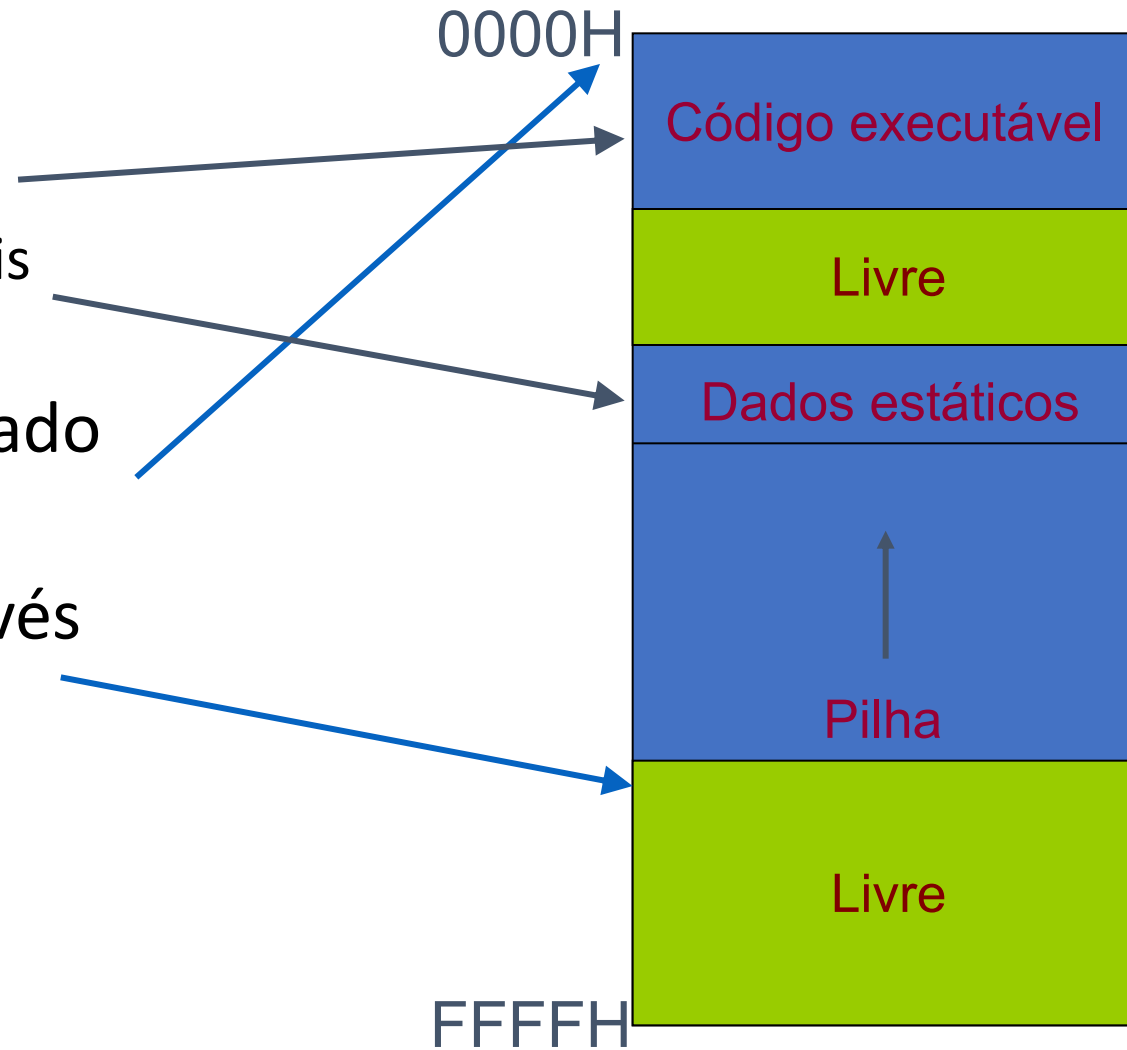 0000H
Código executável
is
Livre
Dados estáticos
ado
vés
Pilha
Livre
FFFFH